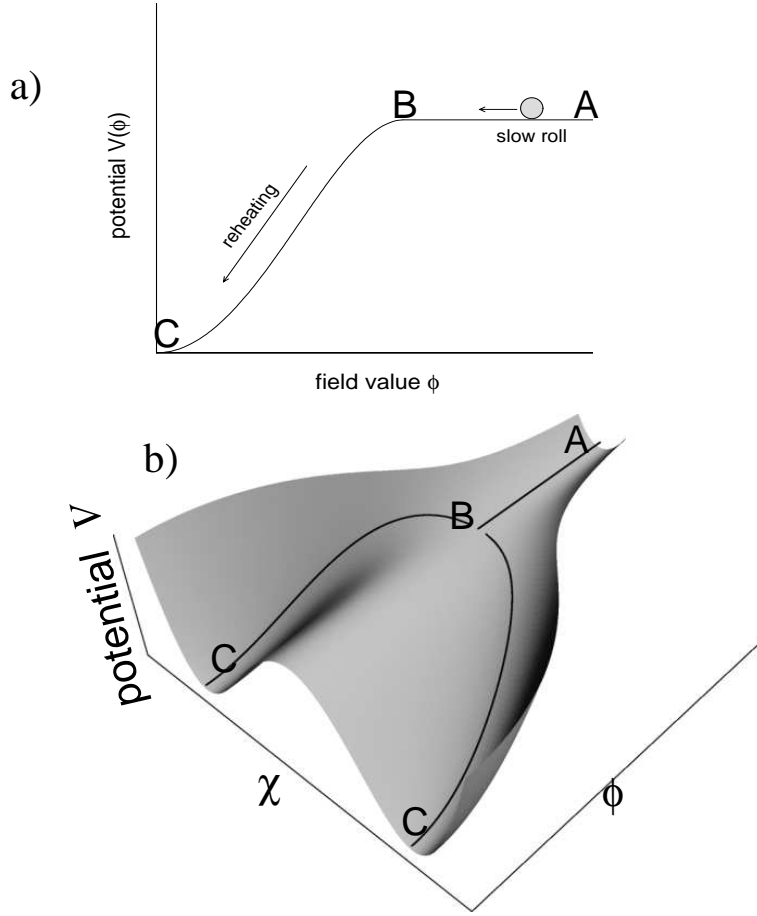 a)
B
A
slow roll
potential V(ϕ)
reheating
C
field value ϕ
b)
A
B
potential V
C
χ
ϕ
C